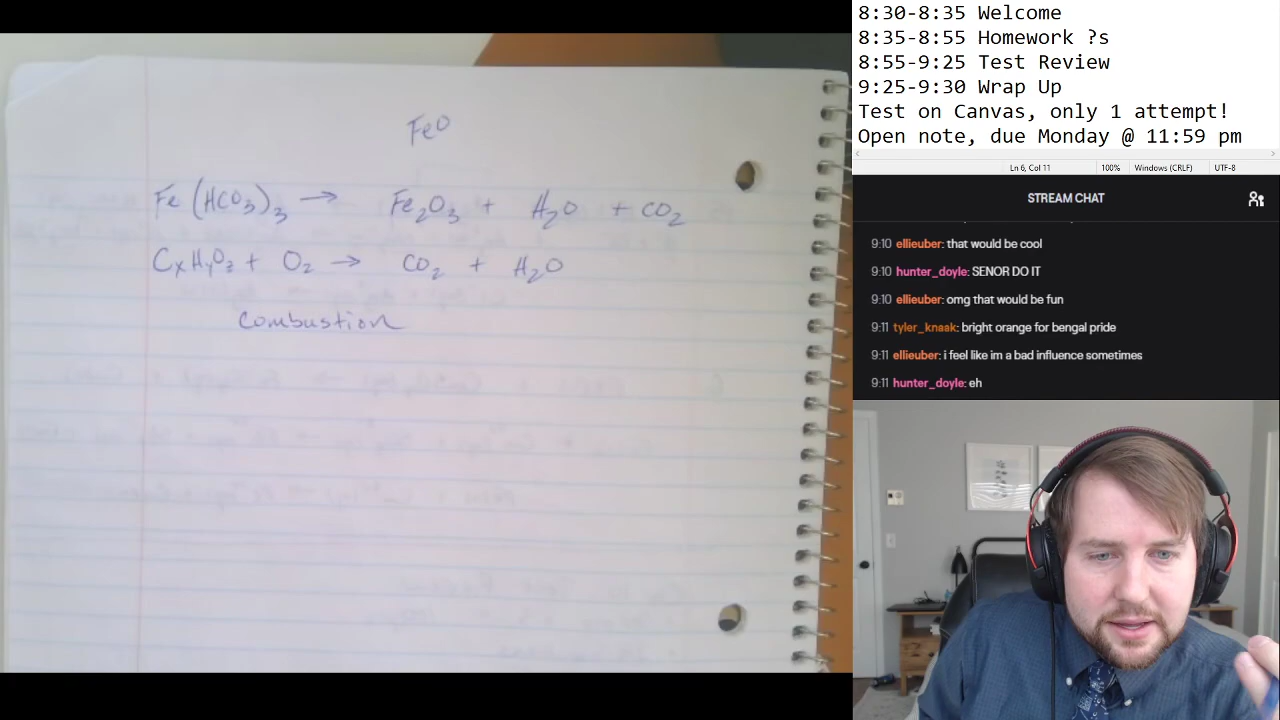 FeO
Fe(HCO3)3 → Fe2O3 + H2O + CO2
CxHyOz + O2 → CO2 + H2O
Combustion
8:30-8:35 Welcome
8:35-8:55 Homework ?s
8:55-9:25 Test Review
9:25-9:30 Wrap Up
Test on Canvas, only 1 attempt!
Open note, due Monday @ 11:59 pm
Ln 6, Col 11 100% Windows (CRLF) UTF-8
STREAM CHAT
9:10 ellieuber: that would be cool
9:10 hunter_doyle: SENOR DO IT
9:10 ellieuber: omg that would be fun
9:11 tyler_knaak: bright orange for bengal pride
9:11 ellieuber: i feel like im a bad influence sometimes
9:11 hunter_doyle: eh